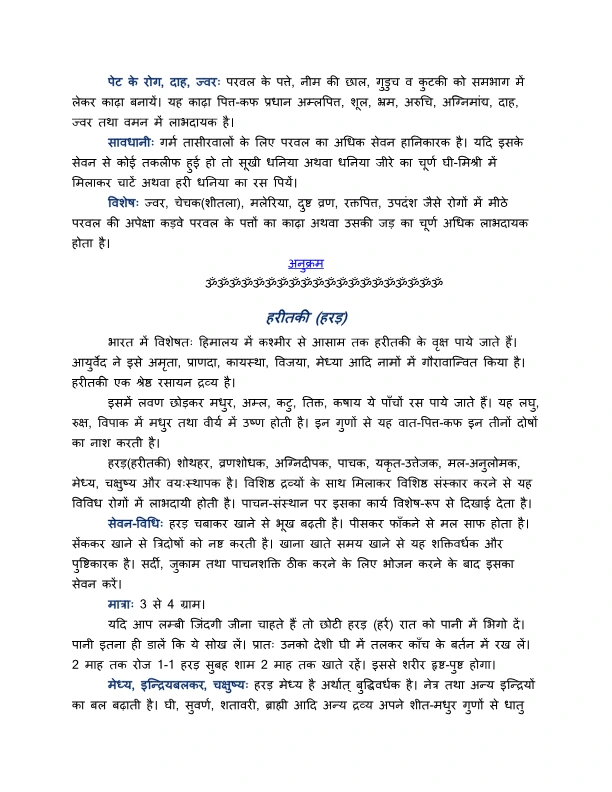 पेट के रोग, दाह, ज्वरः परवल के पत्ते, नीम की छाल, गुडुच व कुटकी को समभाग में
लेकर काढ़ा बनायें। यह काढ़ा पित्त-कफ प्रधान अम्लपित्त, शूल, भ्रम, अरुचि, अग्निमांद्य, दाह,
ज्वर तथा वमन में लाभदायक है।
सावधानीः गर्म तासीरवालों के लिए परवल का अधिक सेवन हानिकारक है। यदि इसके
सेवन से कोई तकलीफ हुई हो तो सूखी धनिया अथवा धनिया जीरे का चूर्ण घी-मिश्री में
मिलाकर चाटें अथवा हरी धनिया का रस पियें।
विशेषः ज्वर, चेचक(शीतला), मलेरिया, दुष्ट व्रण, रक्तपित्त, उपदंश जैसे रोगों में मीठे
परवल की अपेक्षा कड़वे परवल के पत्तों का काढ़ा अथवा उसकी जड़ का चूर्ण अधिक लाभदायक
होता है।
अनुक्रम
ॐॐॐॐॐॐॐॐॐॐॐॐॐॐॐॐॐॐॐॐ
हरीतकी (हरड़)
भारत में विशेषतः हिमालय में कश्मीर से आसाम तक हरीतकी के वृक्ष पाये जाते हैं।
आयुर्वेद ने इसे अमृता, प्राणदा, कायस्था, विजया, मेध्या आदि नामों में गौरवान्वित किया है।
हरीतकी एक श्रेष्ठ रसायन द्रव्य है।
इसमें लवण छोड़कर मधुर, अम्ल, कटु, तिक्त, कषाय ये पाँचों रस पाये जाते हैं। यह लघु,
रुक्ष, विपाक में मधुर तथा वीर्य में उष्ण होती है। इन गुणों से यह वात-पित्त-कफ इन तीनों दोषों
का नाश करती है।
हरड़(हरीतकी) शोथहर, व्रणशोधक, अग्निदीपक, पाचक, यकृत-उत्तेजक, मल-अनुलोमक,
मेध्य, चक्षुष्य और वयःस्थापक है। विशिष्ठ द्रव्यों के साथ मिलाकर विशिष्ठ संस्कार करने से यह
विविध रोगों में लाभदायी होती है। पाचन-संस्थान पर इसका कार्य विशेष-रूप से दिखाई देता है।
सेवन-विधिः हरड़ चबाकर खाने से भूख बढ़ती है। पीसकर फाँकने से मल साफ होता है।
सेंककर खाने से त्रिदोषों को नष्ट करती है। खाना खाते समय खाने से यह शक्तिवर्धक और
पुष्टिकारक है। सर्दी, जुकाम तथा पाचनशक्ति ठीक करने के लिए भोजन करने के बाद इसका
सेवन करें।
मात्राः 3 से 4 ग्राम।
यदि आप लम्बी जिंदगी जीना चाहते हैं तो छोटी हरड़ (हर्र) रात को पानी में भिगो दें।
पानी इतना ही डालें कि ये सोख लें। प्रातः उनको देशी घी में तलकर काँच के बर्तन में रख लें।
2 माह तक रोज 1-1 हरड़ सुबह शाम 2 माह तक खाते रहें। इससे शरीर हृष्ट-पुष्ट होगा।
मेध्य, इन्द्रियबलकर, चक्षुष्यः हरड़ मेध्य है अर्थात् बुद्धिवर्धक है। नेत्र तथा अन्य इन्द्रियों
का बल बढ़ाती है। घी, सुवर्ण, शतावरी, ब्राह्मी आदि अन्य द्रव्य अपने शीत-मधुर गुणों से धातु